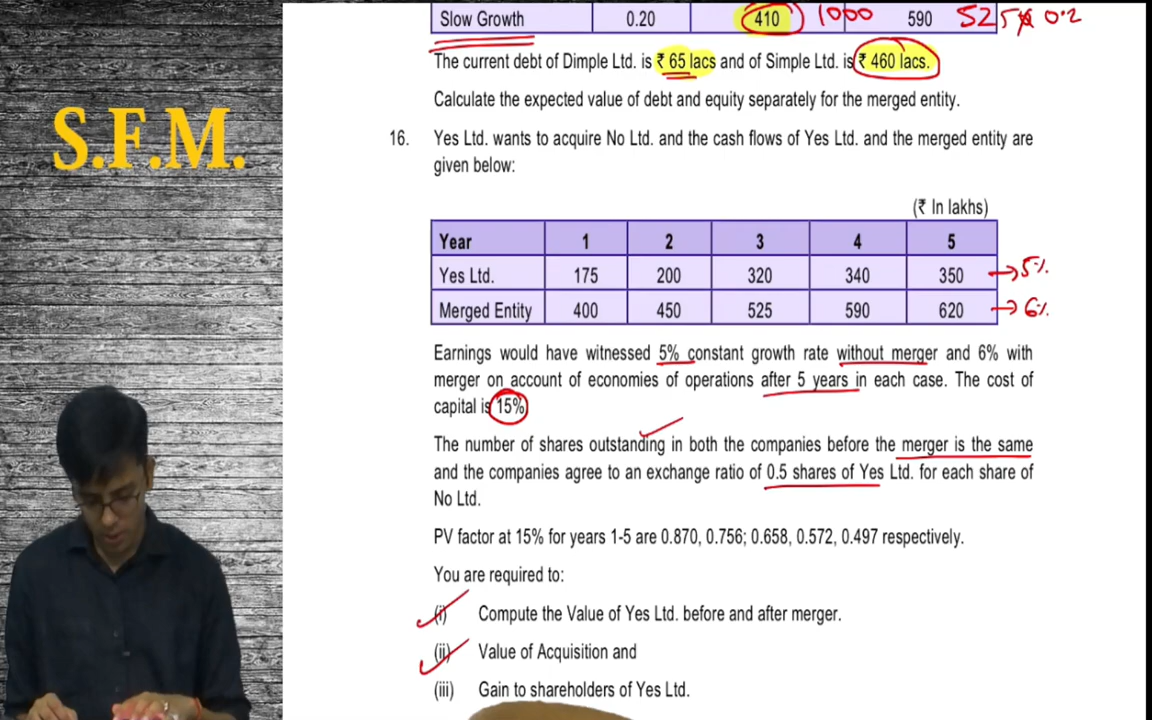 Slow Growth 0.20 410 1000 590 525 x 0.2
The current debt of Dimple Ltd. is ₹ 65 lacs and of Simple Ltd. is ₹ 460 lacs.
Calculate the expected value of debt and equity separately for the merged entity.
S.F.M.
16. Yes Ltd. wants to acquire No Ltd. and the cash flows of Yes Ltd. and the merged entity are
given below:
(₹ In lakhs)
Year 1 2 3 4 5
Yes Ltd. 175 200 320 340 350 → 5%
Merged Entity 400 450 525 590 620 → 6%
Earnings would have witnessed 5% constant growth rate without merger and 6% with
merger on account of economies of operations after 5 years in each case. The cost of
capital is 15%
The number of shares outstanding in both the companies before the merger is the same
and the companies agree to an exchange ratio of 0.5 shares of Yes Ltd. for each share of
No Ltd.
PV factor at 15% for years 1-5 are 0.870, 0.756; 0.658, 0.572, 0.497 respectively.
You are required to:
(i) Compute the Value of Yes Ltd. before and after merger.
(ii) Value of Acquisition and
(iii) Gain to shareholders of Yes Ltd.